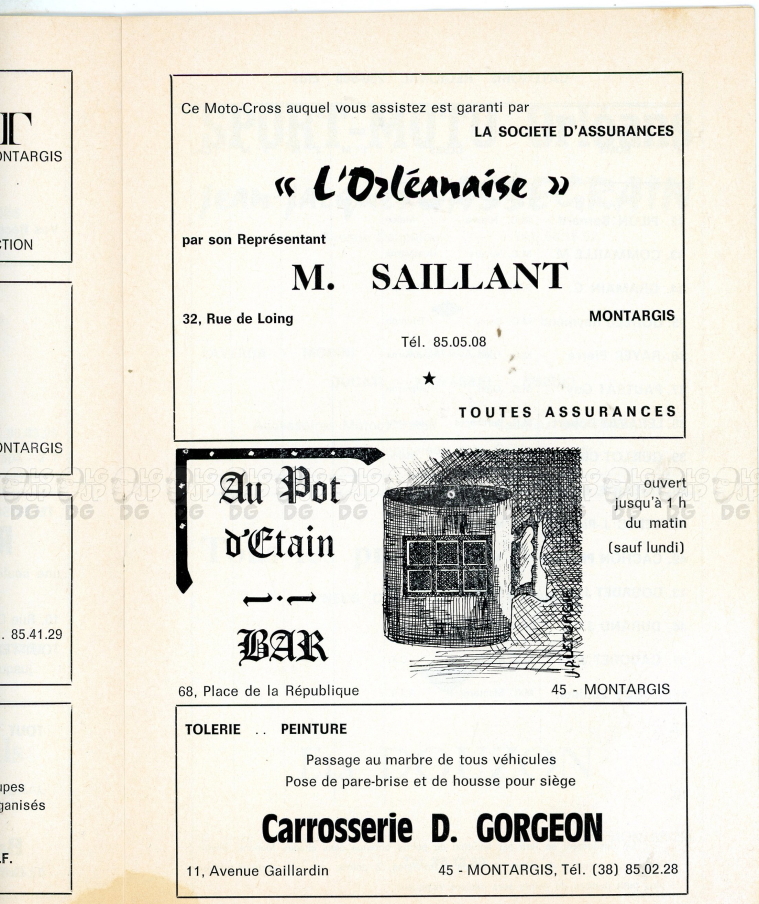 T
ONTARGIS
CTION
ONTARGIS
. 85.41.29
upes
ganisés
.F.
Ce Moto-Cross auquel vous assistez est garanti par
LA SOCIETE D'ASSURANCES
« L'Orléanaise »
par son Représentant
M. SAILLANT
32, Rue de Loing MONTARGIS
Tél. 85.05.08
★
TOUTES ASSURANCES
Au Pot
d'Etain
BAR
ouvert
jusqu'à 1 h
du matin
(sauf lundi)
J.P. LETURGIE
68, Place de la République 45 - MONTARGIS
TOLERIE .. PEINTURE
Passage au marbre de tous véhicules
Pose de pare-brise et de housse pour siège
Carrosserie D. GORGEON
11, Avenue Gaillardin 45 - MONTARGIS, Tél. (38) 85.02.28